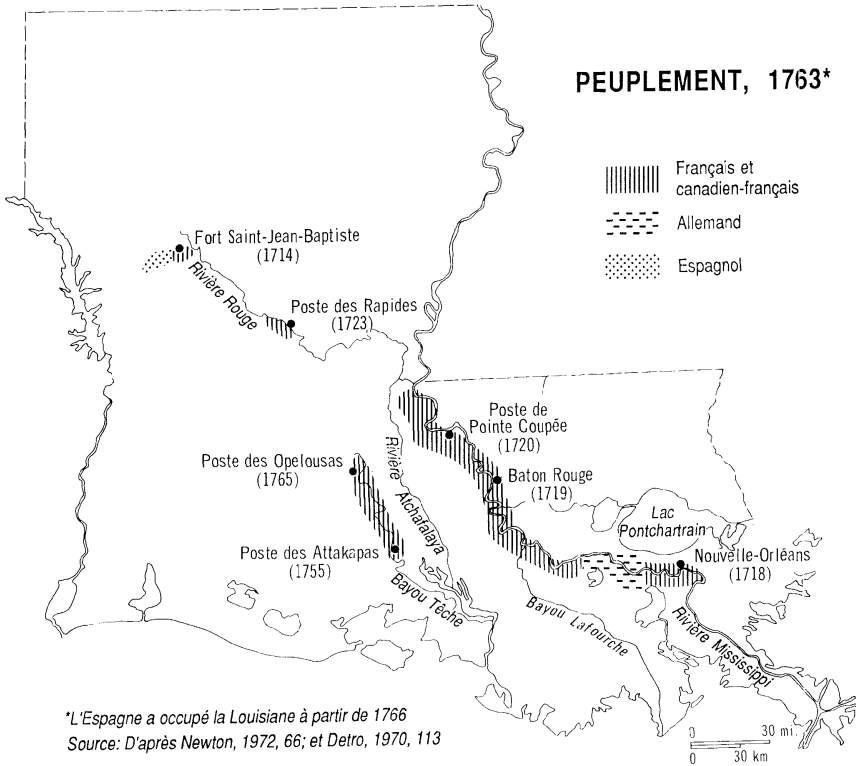 PEUPLEMENT, 1763*
Français et
canadien-français
Allemand
Espagnol
Fort Saint-Jean-Baptiste
(1714)
Rivière Rouge
Poste des Rapides
(1723)
Poste de
Pointe Coupée
(1720)
Rivière Atchafalaya
Poste des Opelousas
(1765)
Baton Rouge
(1719)
Lac
Pontchartrain
Poste des Attakapas
(1755)
Nouvelle-Orléans
(1718)
Bayou Têche
Bayou Lafourche
Rivière Mississippi
*L'Espagne a occupé la Louisiane à partir de 1766
Source: D'après Newton, 1972, 66; et Detro, 1970, 113
0 30 mi.
0 30 km